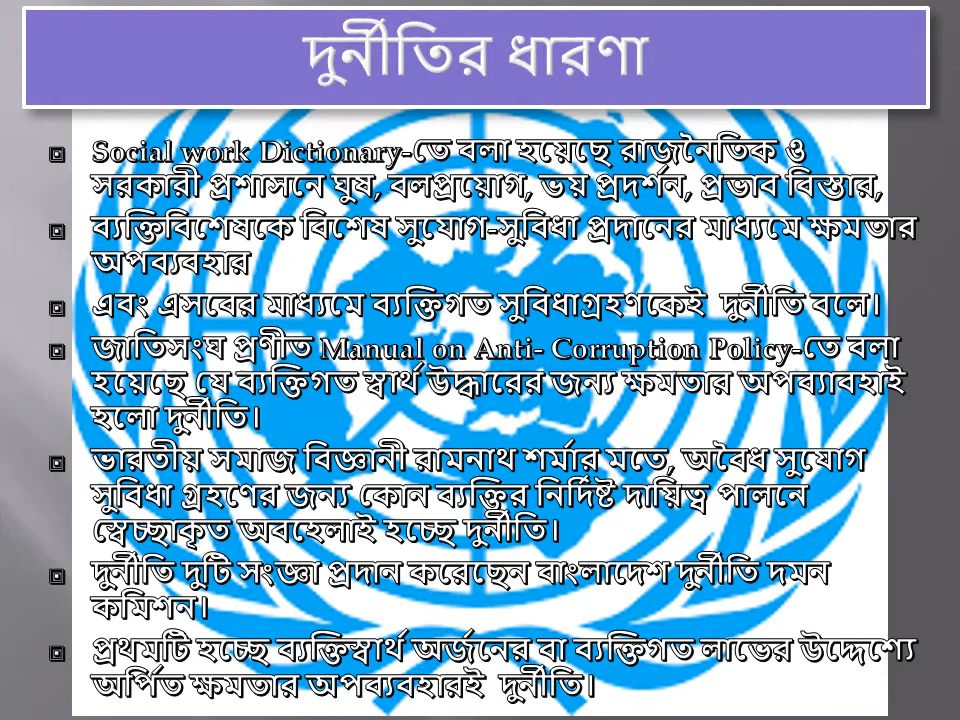 দুর্নীতির ধারণা
Social work Dictionary-তে বলা হয়েছে রাজনৈতিক ও
সরকারী প্রশাসনে ঘুষ, বলপ্রয়োগ, ভয় প্রদর্শন, প্রভাব বিস্তার,
ব্যক্তিবিশেষকে বিশেষ সুযোগ-সুবিধা প্রদানের মাধ্যমে ক্ষমতার
অপব্যবহার
এবং এসবের মাধ্যমে ব্যক্তিগত সুবিধাগ্রহণকেই দুর্নীতি বলে।
জাতিসংঘ প্রণীত Manual on Anti- Corruption Policy-তে বলা
হয়েছে যে ব্যক্তিগত স্বার্থ উদ্ধারের জন্য ক্ষমতার অপব্যাবহাই
হলো দুর্নীতি।
ভারতীয় সমাজ বিজ্ঞানী রামনাথ শর্মার মতে, অবৈধ সুযোগ
সুবিধা গ্রহণের জন্য কোন ব্যক্তির নির্দিষ্ট দায়িত্ব পালনে
স্বেচ্ছাকৃত অবহেলাই হচ্ছে দুর্নীতি।
দুর্নীতি দুটি সংজ্ঞা প্রদান করেছেন বাংলাদেশ দুর্নীতি দমন
কমিশন।
প্রথমটি হচ্ছে ব্যক্তিস্বার্থ অর্জনের বা ব্যক্তিগত লাভের উদ্দেশ্যে
অর্পিত ক্ষমতার অপব্যবহারই দুর্নীতি।